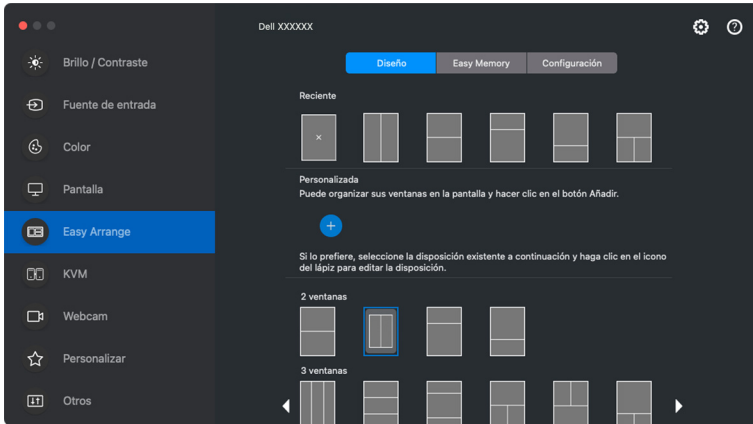 Dell XXXXXX
Brillo / Contraste
Fuente de entrada
Color
Pantalla
Easy Arrange
KVM
Webcam
Personalizar
Otros
Diseño
Easy Memory
Configuración
Reciente
Personalizada
Puede organizar sus ventanas en la pantalla y hacer clic en el botón Añadir.
Si lo prefiere, seleccione la disposición existente a continuación y haga clic en el icono
del lápiz para editar la disposición.
2 ventanas
3 ventanas